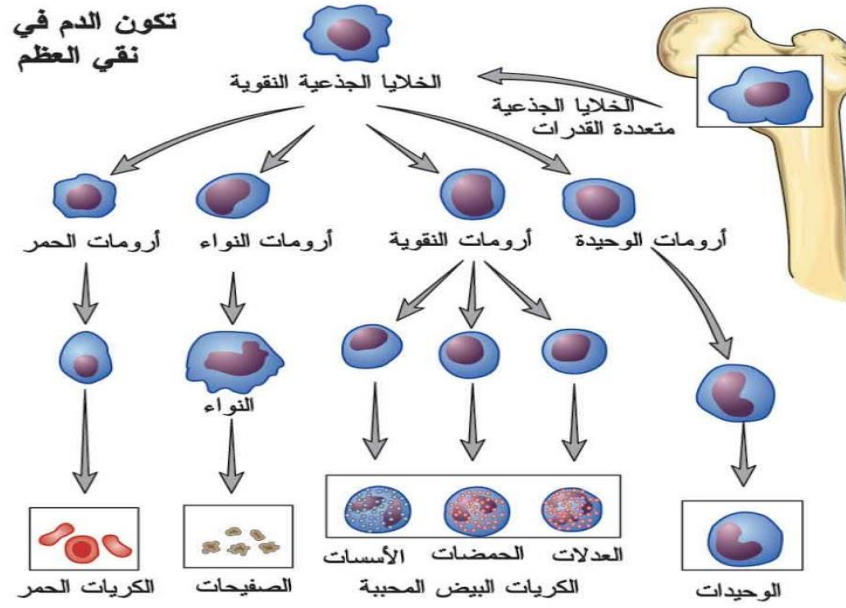 تكون الدم في
نقي العظم
الخلايا الجذعية
متعددة القدرات
الخلايا الجذعية النقوية
أرومات الوحيدة
أرومات النقوية
أرومات النواء
أرومات الحمر
النواء
العدلات
الحمضات
الأسسات
الوحيدات
الكريات البيض المحببة
الصفيحات
الكريات الحمر